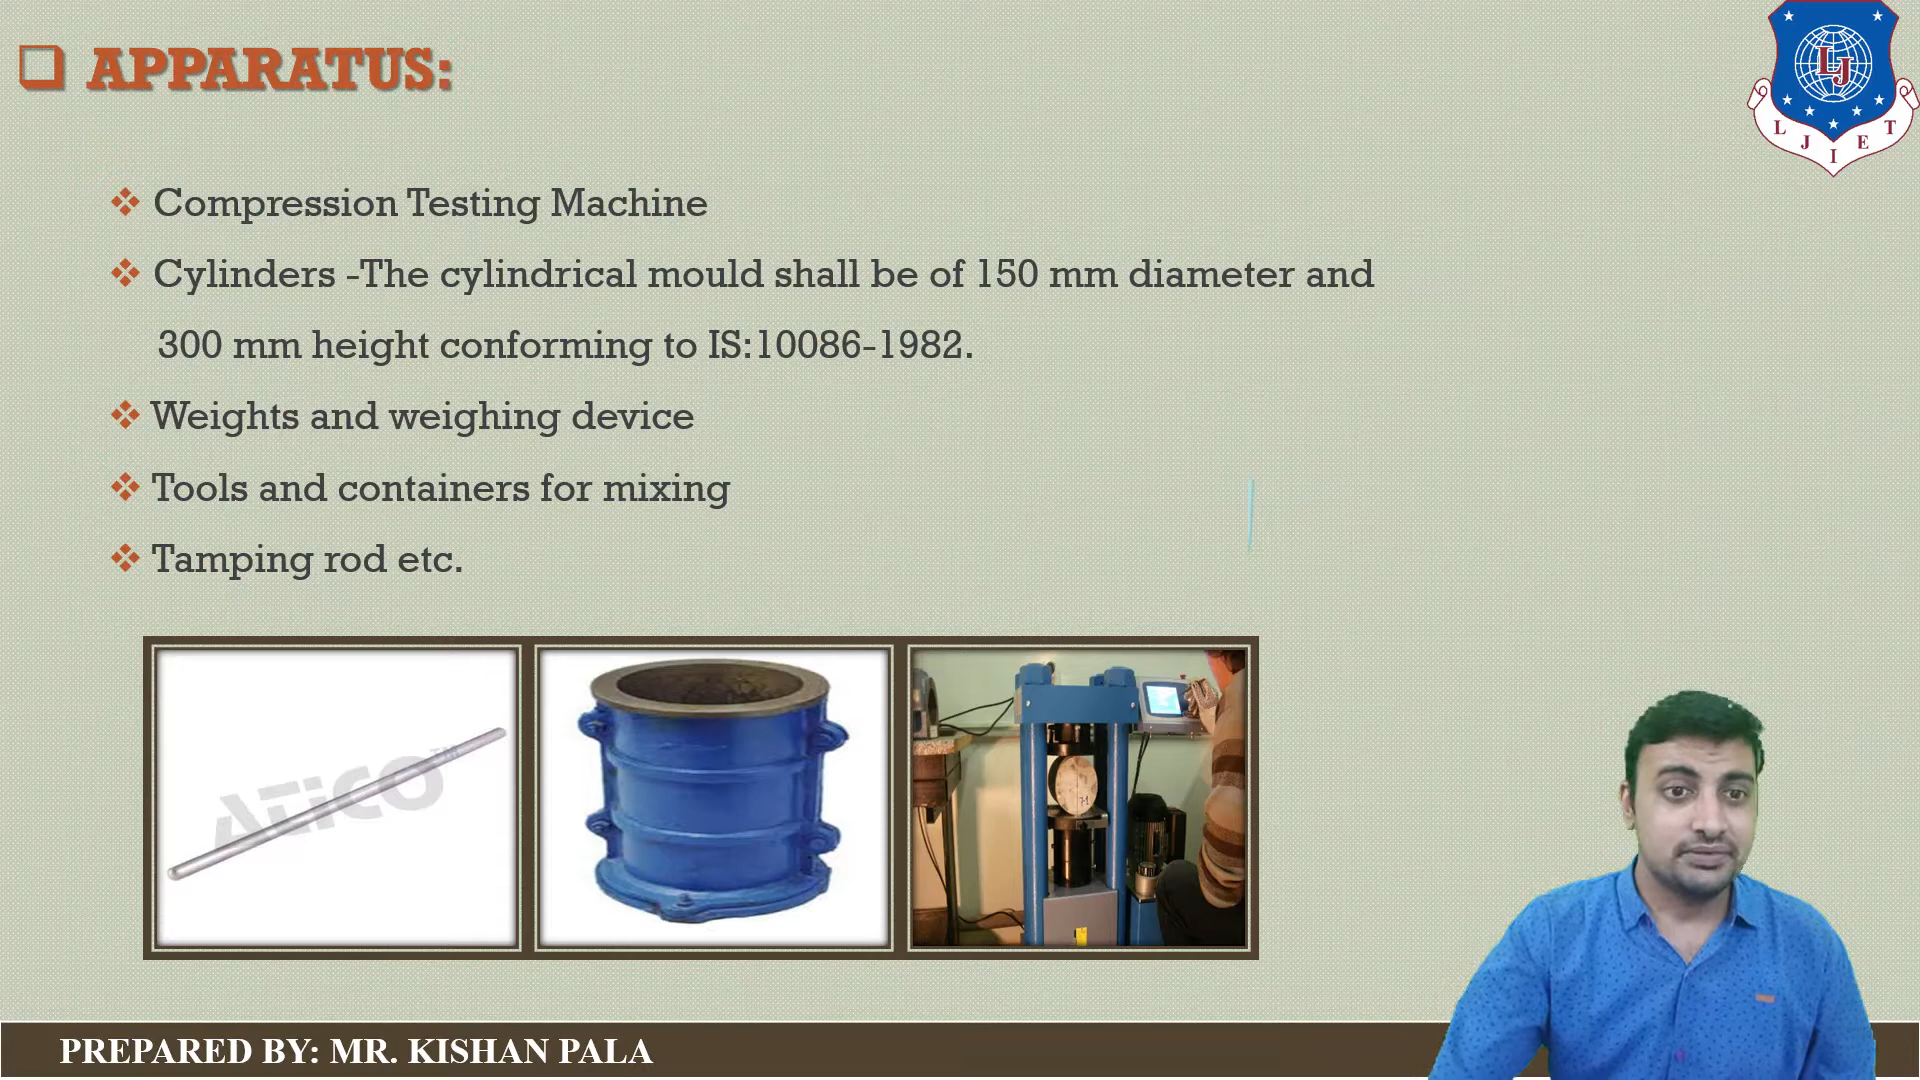 APPARATUS:
Compression Testing Machine
Cylinders -The cylindrical mould shall be of 150 mm diameter and
300 mm height conforming to IS:10086-1982.
Weights and weighing device
Tools and containers for mixing
Tamping rod etc.
LJ
L J I E T
ATICO™
PREPARED BY: MR. KISHAN PALA